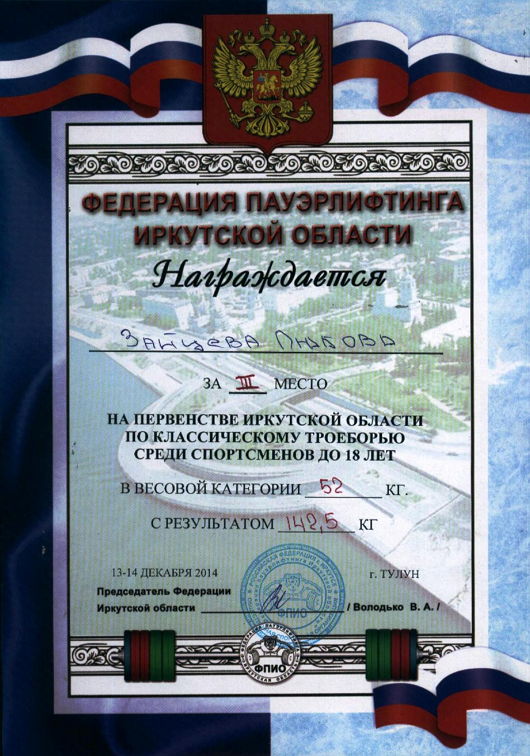 ФЕДЕРАЦИЯ ПАУЭРЛИФТИНГА
ИРКУТСКОЙ ОБЛАСТИ
Награждается
Зайцева Любовь
ЗА III МЕСТО
НА ПЕРВЕНСТВЕ ИРКУТСКОЙ ОБЛАСТИ
ПО КЛАССИЧЕСКОМУ ТРОЕБОРЬЮ
СРЕДИ СПОРТСМЕНОВ ДО 18 ЛЕТ
В ВЕСОВОЙ КАТЕГОРИИ 52 КГ.
С РЕЗУЛЬТАТОМ 142,5 КГ
13-14 ДЕКАБРЯ 2014 г. ТУЛУН
Председатель Федерации
Иркутской области / Володько В. А. /
ФПИО
ФПИО